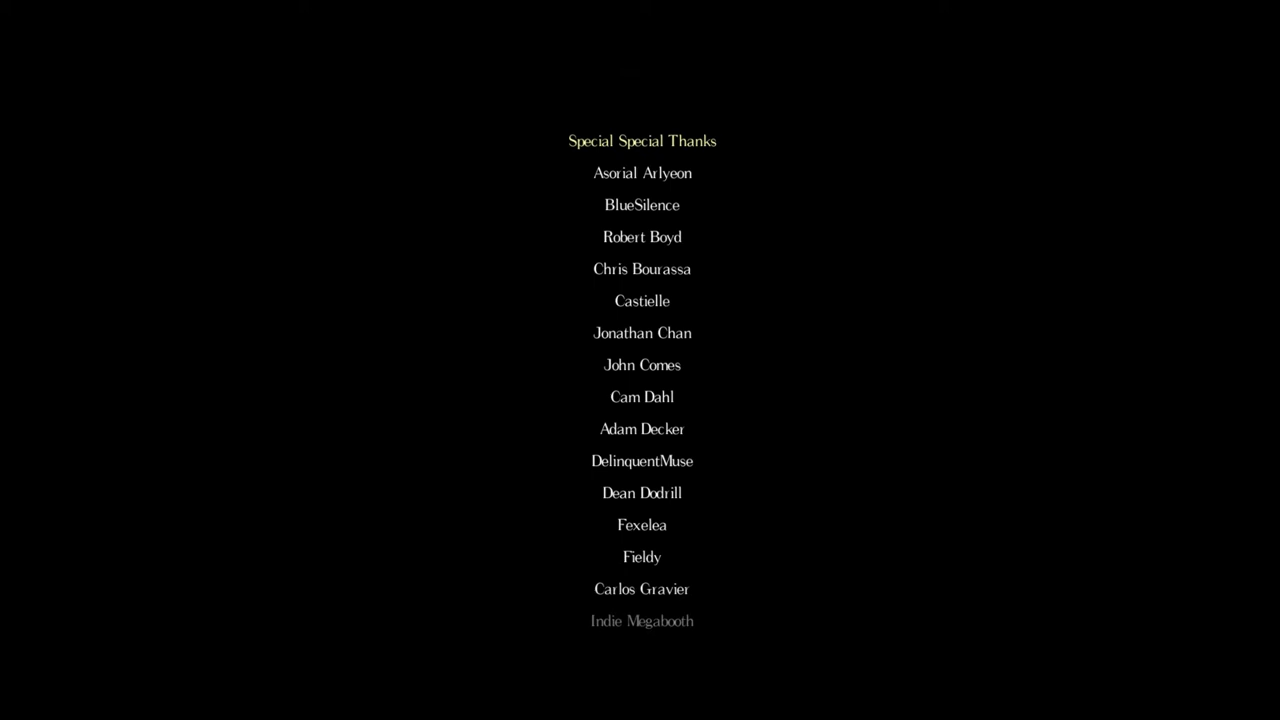 Special Special Thanks
Asorial Arlyeon
BlueSilence
Robert Boyd
Chris Bourassa
Castielle
Jonathan Chan
John Comes
Cam Dahl
Adam Decker
DelinquentMuse
Dean Dodrill
Fexelea
Fieldy
Carlos Gravier
Indie Megabooth